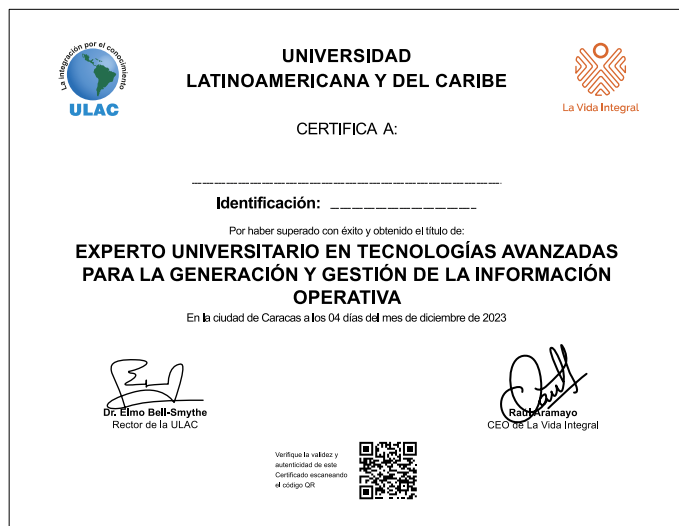 La integración por el conocimiento
ULAC
UNIVERSIDAD
LATINOAMERICANA Y DEL CARIBE
La Vida Integral
CERTIFICA A:
Identificación:
Por haber superado con éxito y obtenido el título de:
EXPERTO UNIVERSITARIO EN TECNOLOGÍAS AVANZADAS
PARA LA GENERACIÓN Y GESTIÓN DE LA INFORMACIÓN
OPERATIVA
En la ciudad de Caracas a los 04 días del mes de diciembre de 2023
Dr. Elmo Bell-Smythe
Rector de la ULAC
Raul Aramayo
CEO de La Vida Integral
Verifique la validez y
autenticidad de este
Certificado escaneando
el código QR